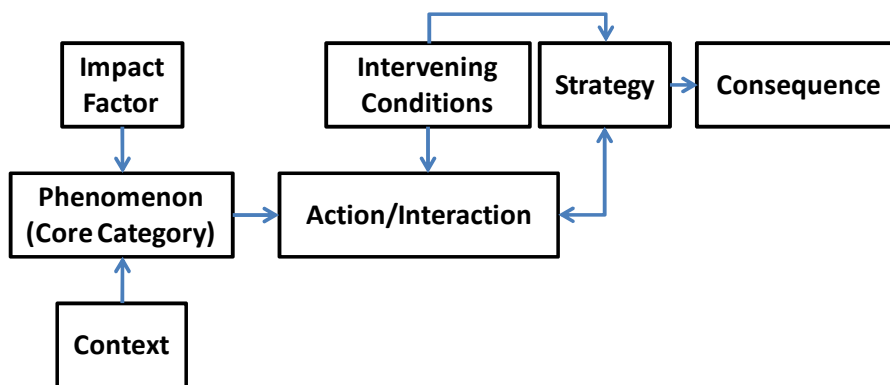 Impact
Factor
Intervening
Conditions
Strategy
Consequence
Phenomenon
(Core Category)
Action/Interaction
Context